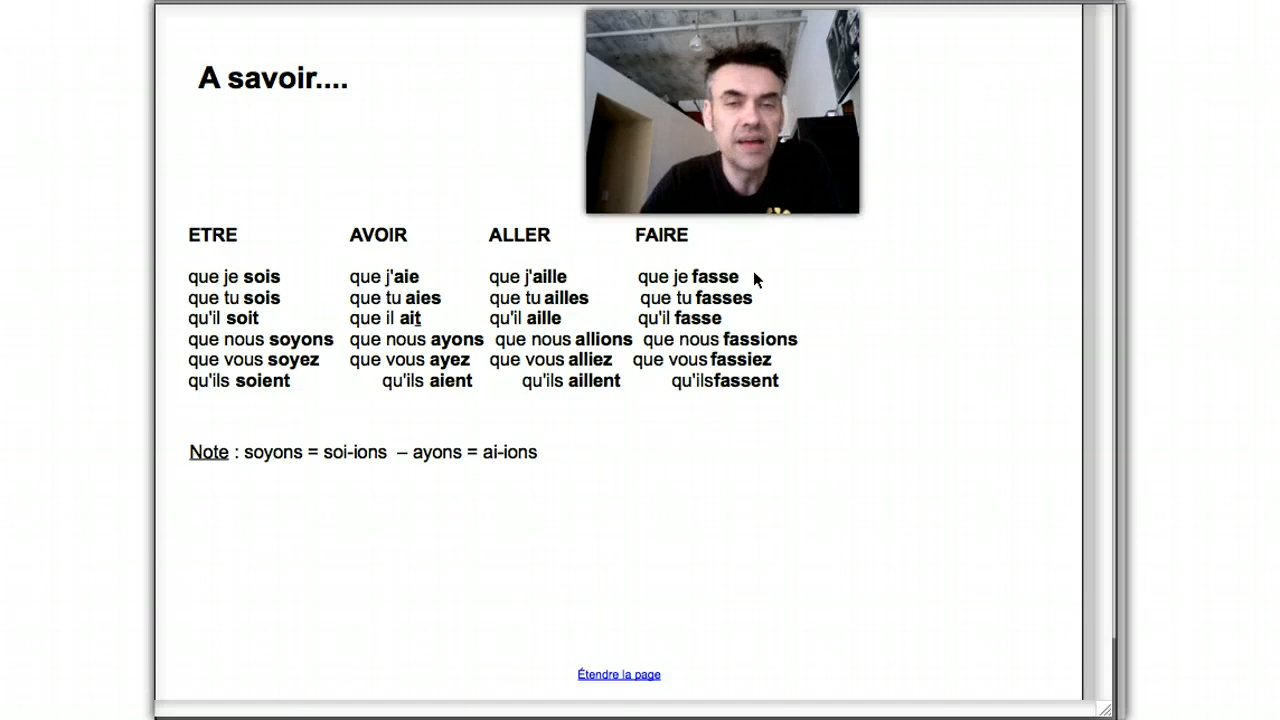 A savoir....
ETRE AVOIR ALLER FAIRE
que je sois que j'aie que j'aille que je fasse
que tu sois que tu aies que tu ailles que tu fasses
qu'il soit que il ait qu'il aille qu'il fasse
que nous soyons que nous ayons que nous allions que nous fassions
que vous soyez que vous ayez que vous alliez que vous fassiez
qu'ils soient qu'ils aient qu'ils aillent qu'ilsfassent
Note : soyons = soi-ions – ayons = ai-ions
Étendre la page